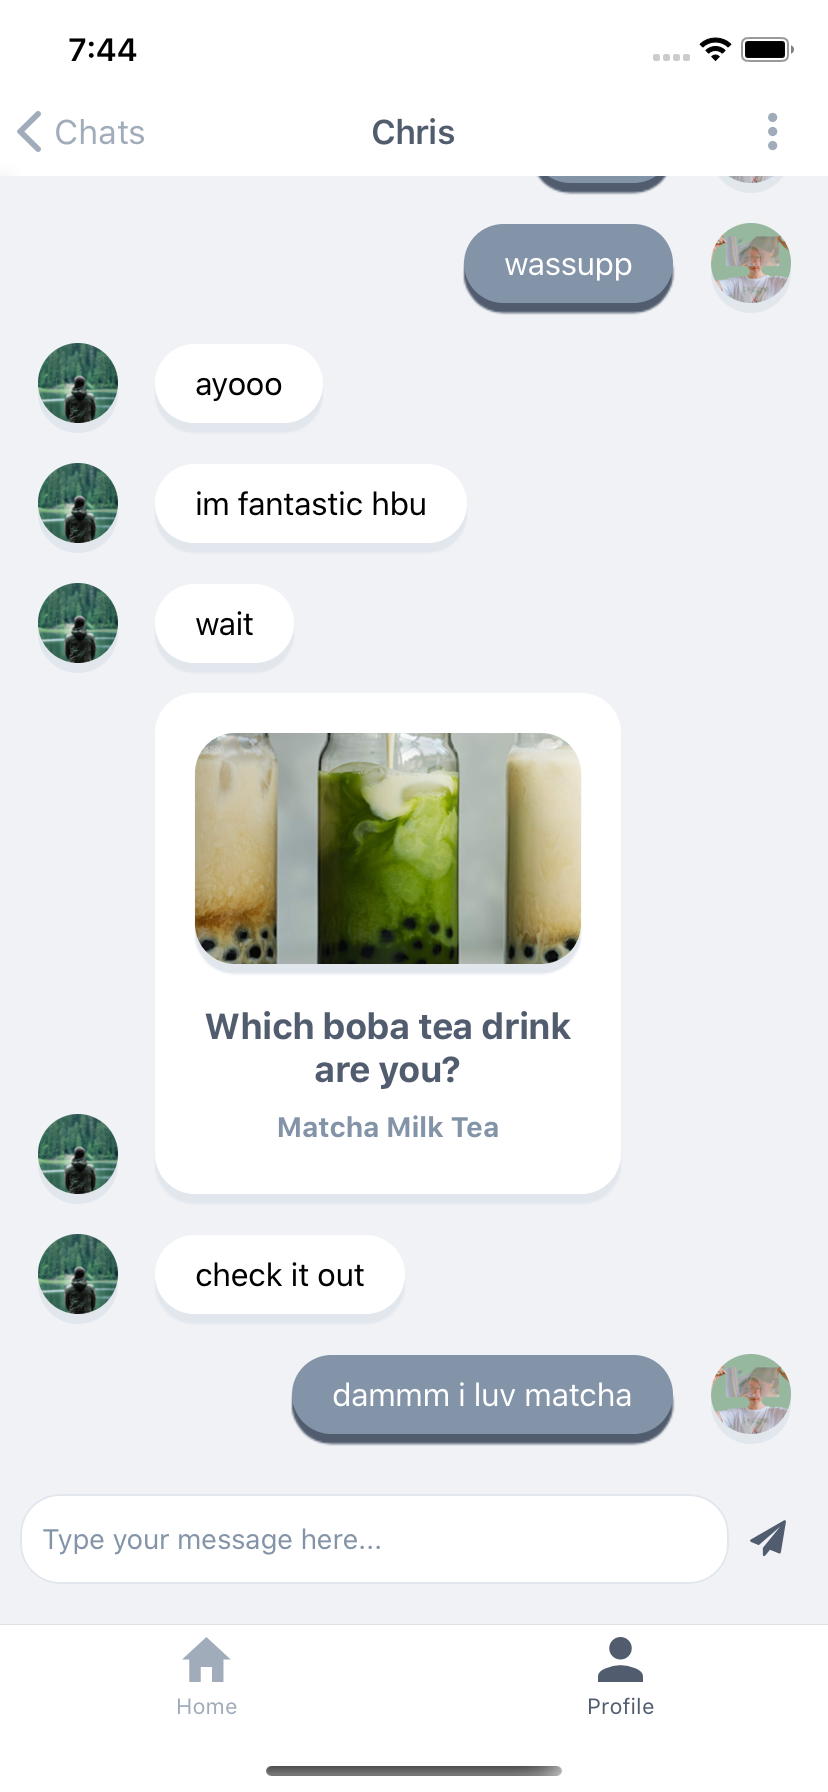 7:44
Chats
Chris
wassupp
ayooo
im fantastic hbu
wait
Which boba tea drink
are you?
Matcha Milk Tea
check it out
dammm i luv matcha
Type your message here...
Home
Profile